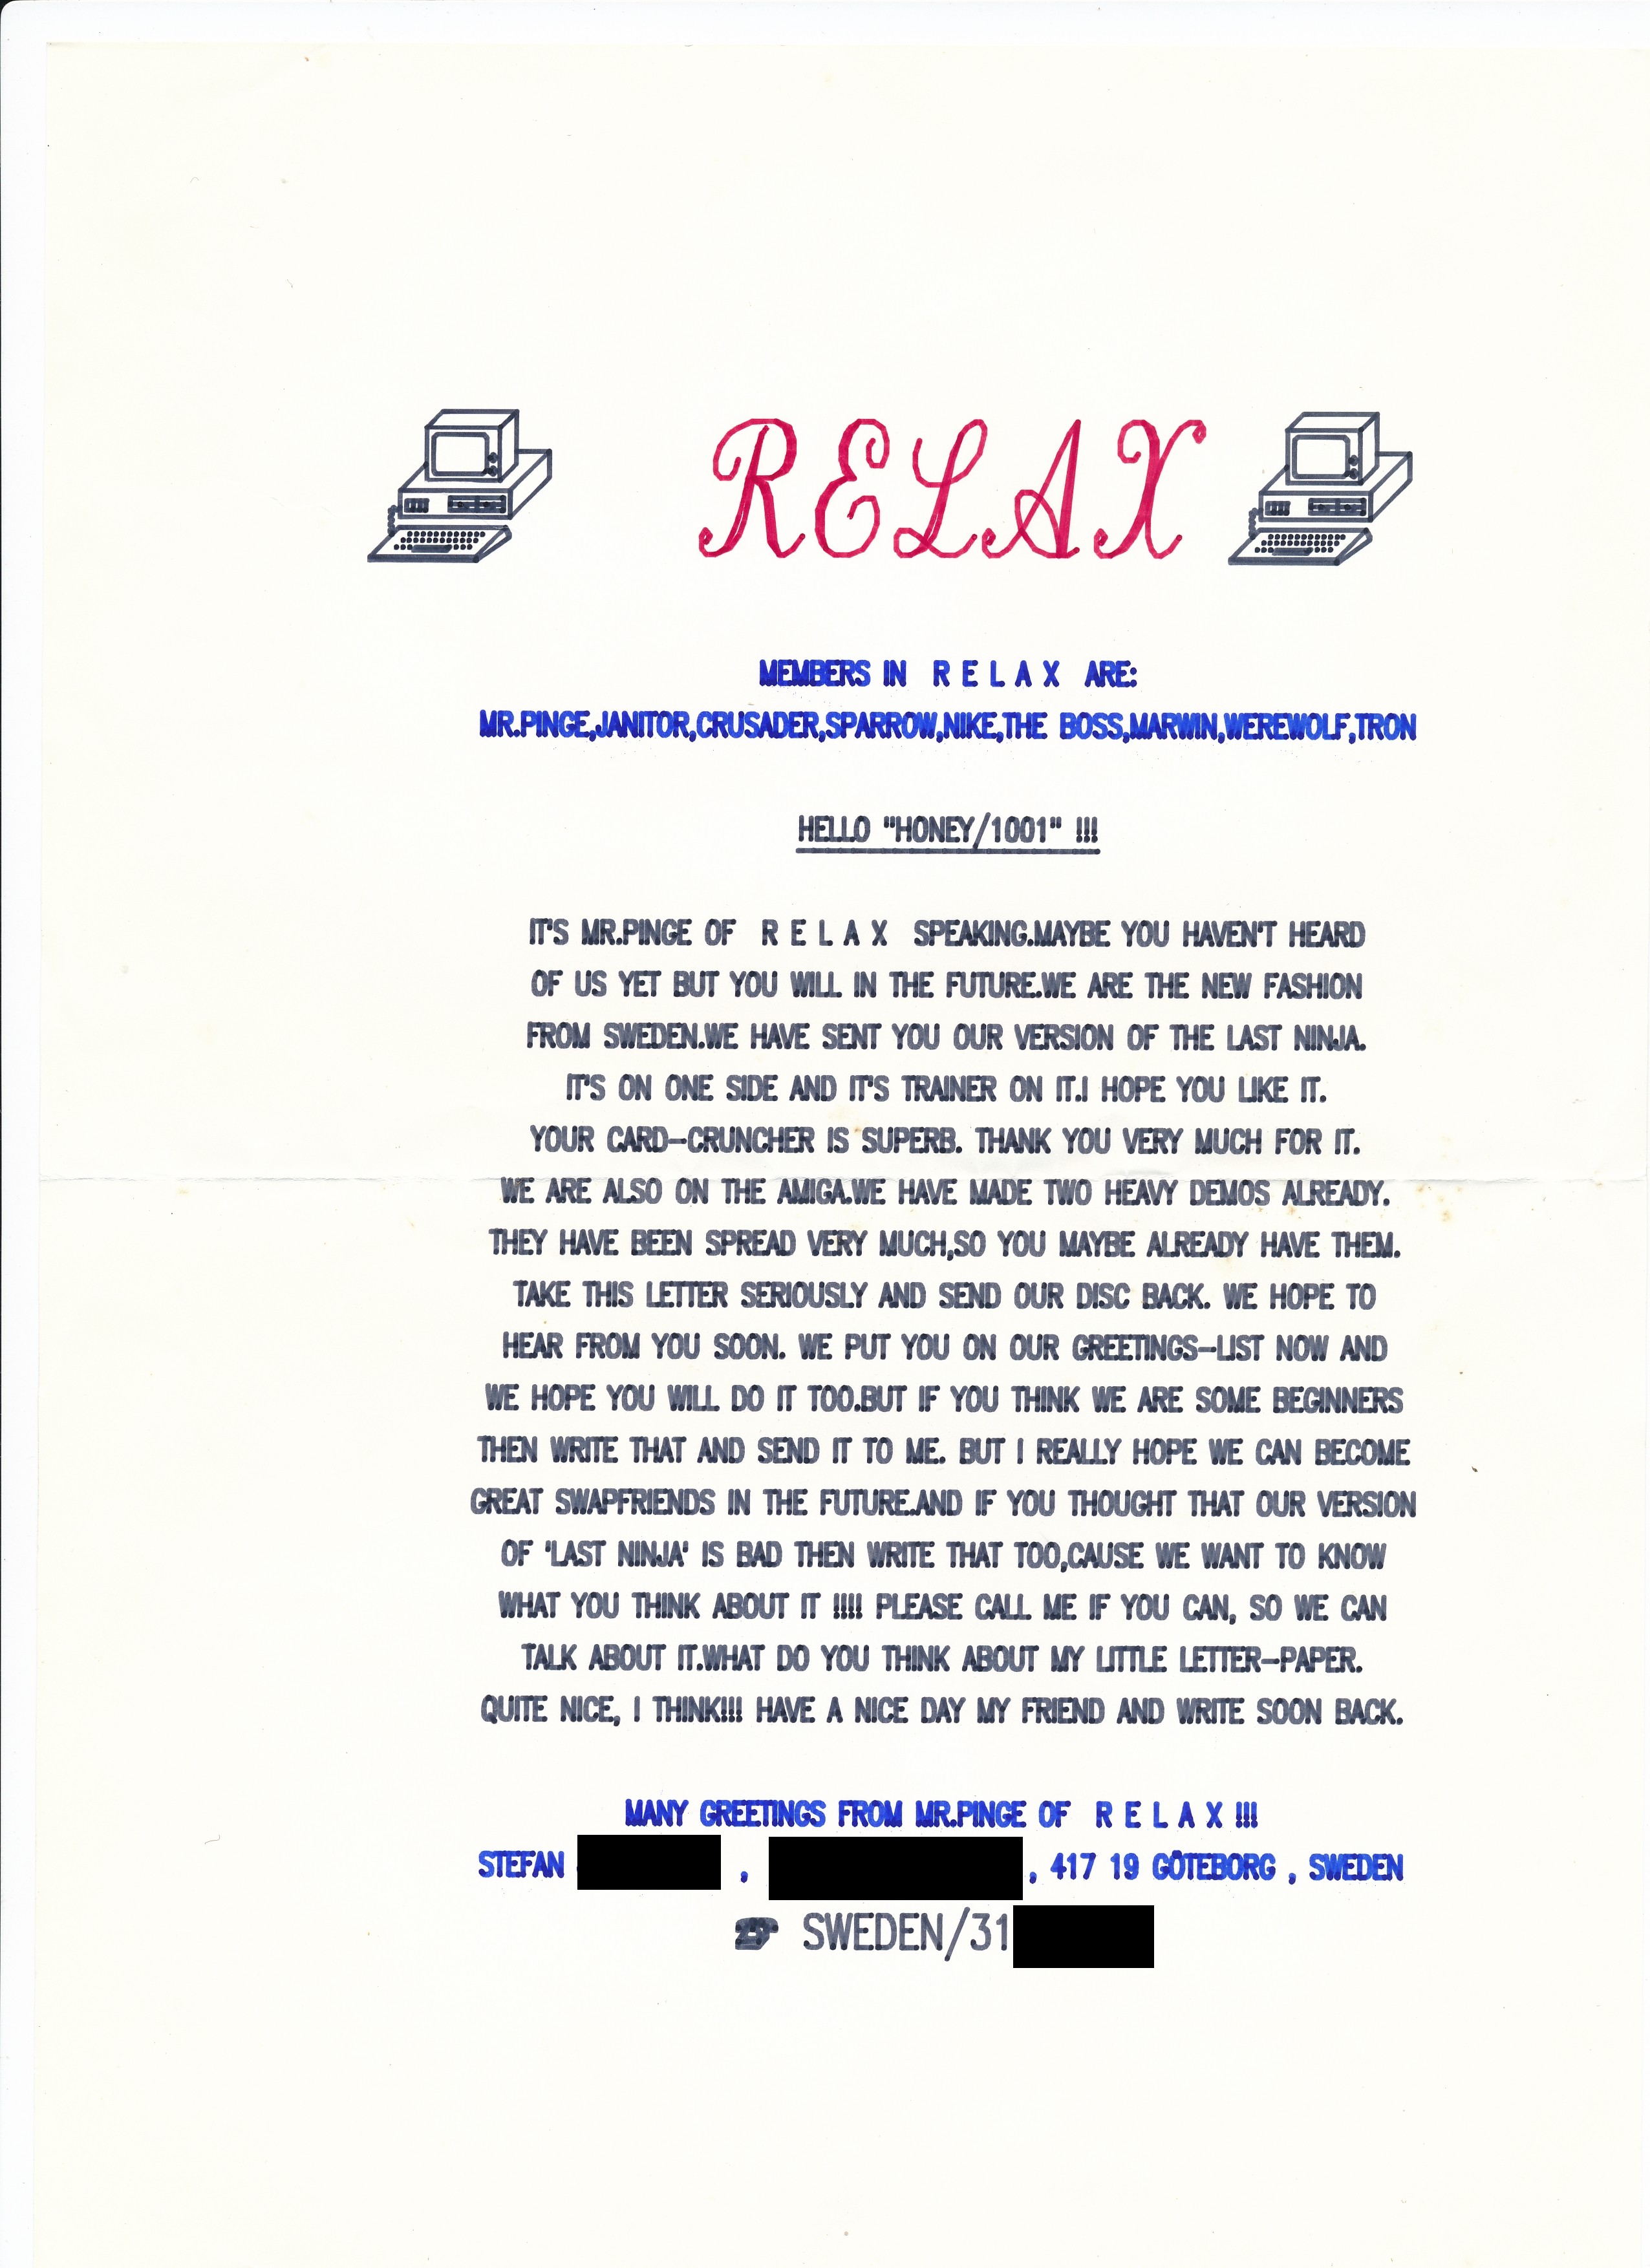 RELAX
MEMBERS IN R E L A X ARE:
MR.PINGE,JANITOR,CRUSADER,SPARROW,NIKE,THE BOSS,MARWIN,WEREWOLF,TRON
HELLO "HONEY/1001" !!!
IT'S MR.PINGE OF R E L A X SPEAKING.MAYBE YOU HAVEN'T HEARD
OF US YET BUT YOU WILL IN THE FUTURE.WE ARE THE NEW FASHION
FROM SWEDEN.WE HAVE SENT YOU OUR VERSION OF THE LAST NINJA.
IT'S ON ONE SIDE AND IT'S TRAINER ON IT.I HOPE YOU LIKE IT.
YOUR CARD-CRUNCHER IS SUPERB. THANK YOU VERY MUCH FOR IT.
WE ARE ALSO ON THE AMIGA.WE HAVE MADE TWO HEAVY DEMOS ALREADY.
THEY HAVE BEEN SPREAD VERY MUCH,SO YOU MAYBE ALREADY HAVE THEM.
TAKE THIS LETTER SERIOUSLY AND SEND OUR DISC BACK. WE HOPE TO
HEAR FROM YOU SOON. WE PUT YOU ON OUR GREETINGS-LIST NOW AND
WE HOPE YOU WILL DO IT TOO.BUT IF YOU THINK WE ARE SOME BEGINNERS
THEN WRITE THAT AND SEND IT TO ME. BUT I REALLY HOPE WE CAN BECOME
GREAT SWAPFRIENDS IN THE FUTURE.AND IF YOU THOUGHT THAT OUR VERSION
OF 'LAST NINJA' IS BAD THEN WRITE THAT TOO,CAUSE WE WANT TO KNOW
WHAT YOU THINK ABOUT IT !!!! PLEASE CALL ME IF YOU CAN, SO WE CAN
TALK ABOUT IT.WHAT DO YOU THINK ABOUT MY LITTLE LETTER-PAPER.
QUITE NICE, I THINK!!! HAVE A NICE DAY MY FRIEND AND WRITE SOON BACK.
MANY GREETINGS FROM MR.PINGE OF R E L A X !!!
STEFAN , , 417 19 GÖTEBORG , SWEDEN
☎ SWEDEN/31